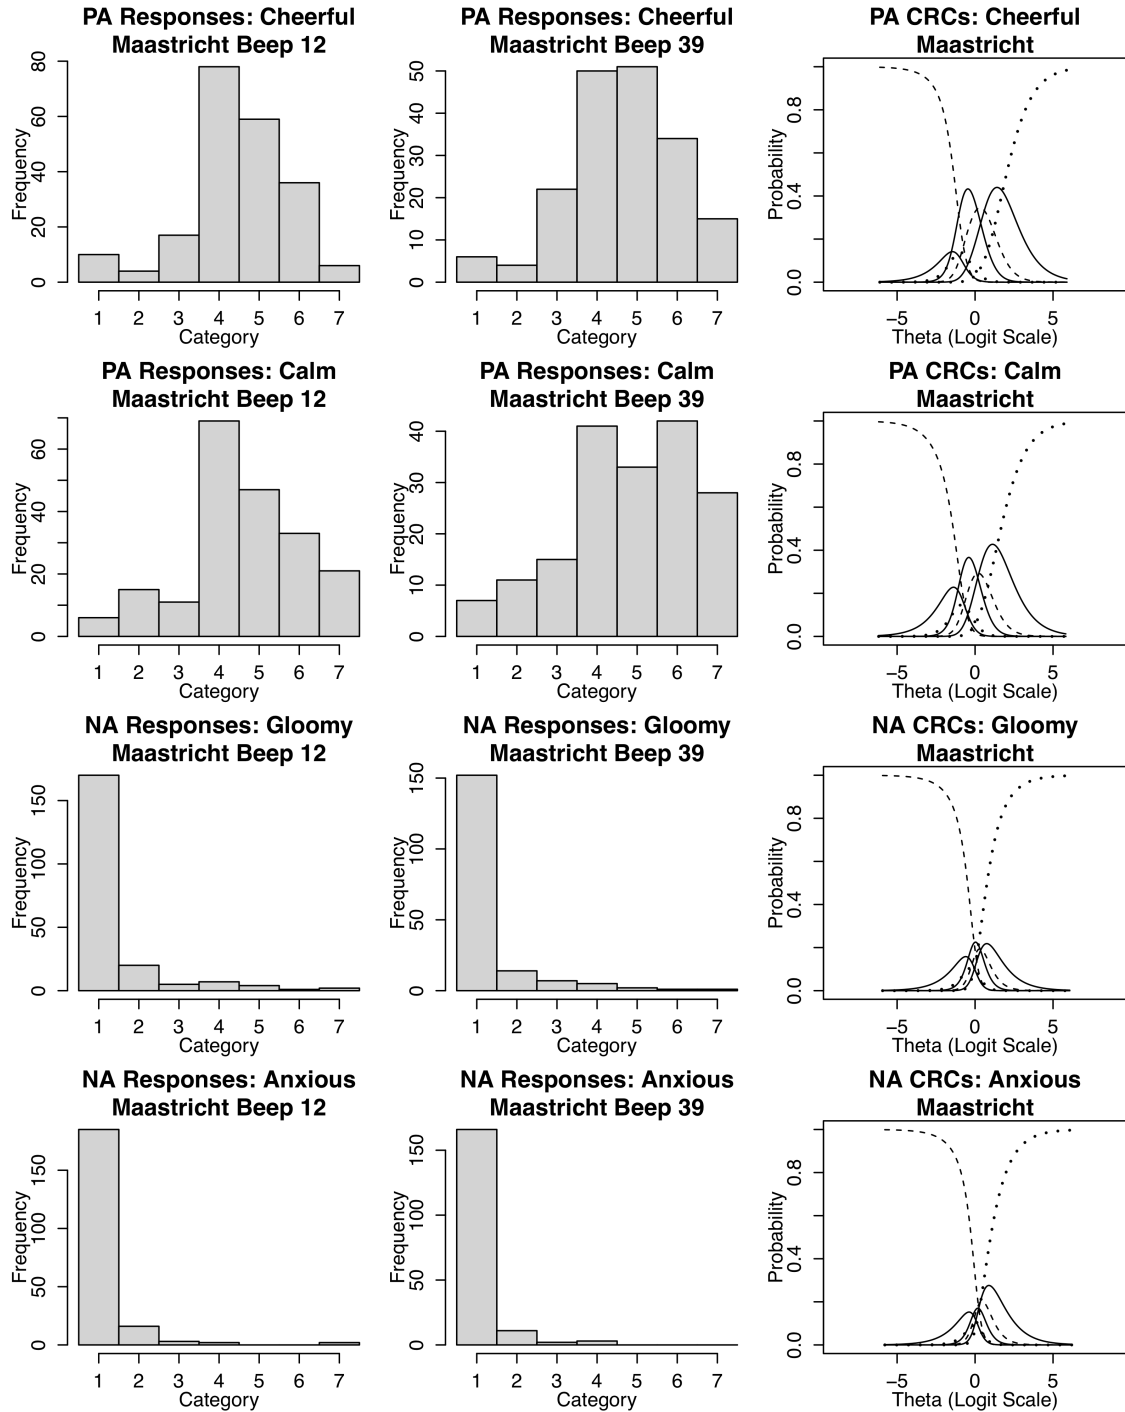 PA Responses: Cheerful
Maastricht Beep 12
Frequency
0 20 40 60 80
1 2 3 4 5 6 7
Category
PA Responses: Cheerful
Maastricht Beep 39
Frequency
0 10 20 30 40 50
1 2 3 4 5 6 7
Category
PA CRCs: Cheerful
Maastricht
Probability
0.0 0.4 0.8
−5 0 5
Theta (Logit Scale)
PA Responses: Calm
Maastricht Beep 12
Frequency
0 20 40 60
1 2 3 4 5 6 7
Category
PA Responses: Calm
Maastricht Beep 39
Frequency
0 10 20 30 40
1 2 3 4 5 6 7
Category
PA CRCs: Calm
Maastricht
Probability
0.0 0.4 0.8
−5 0 5
Theta (Logit Scale)
NA Responses: Gloomy
Maastricht Beep 12
Frequency
0 50 100 150
1 2 3 4 5 6 7
Category
NA Responses: Gloomy
Maastricht Beep 39
Frequency
0 50 100 150
1 2 3 4 5 6 7
Category
NA CRCs: Gloomy
Maastricht
Probability
0.0 0.4 0.8
−5 0 5
Theta (Logit Scale)
NA Responses: Anxious
Maastricht Beep 12
Frequency
0 50 100 150
1 2 3 4 5 6 7
Category
NA Responses: Anxious
Maastricht Beep 39
Frequency
0 50 100 150
1 2 3 4 5 6 7
Category
NA CRCs: Anxious
Maastricht
Probability
0.0 0.4 0.8
−5 0 5
Theta (Logit Scale)